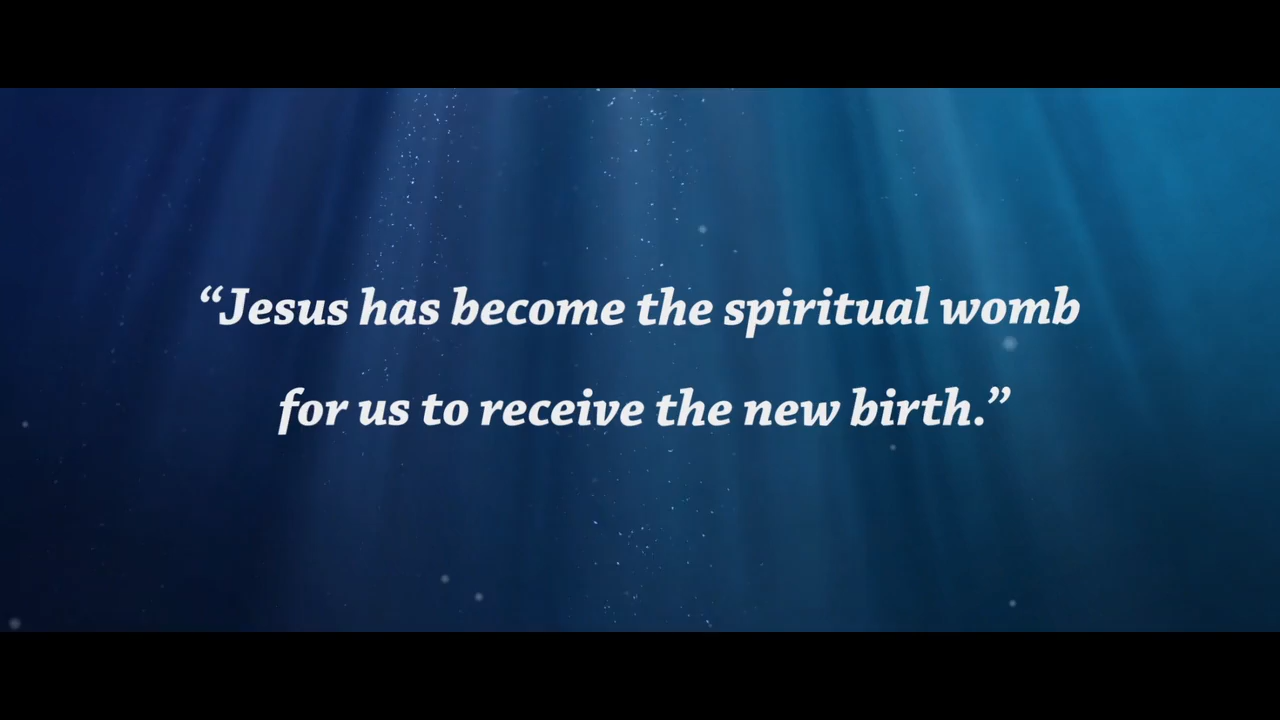 “Jesus has become the spiritual womb
for us to receive the new birth.”